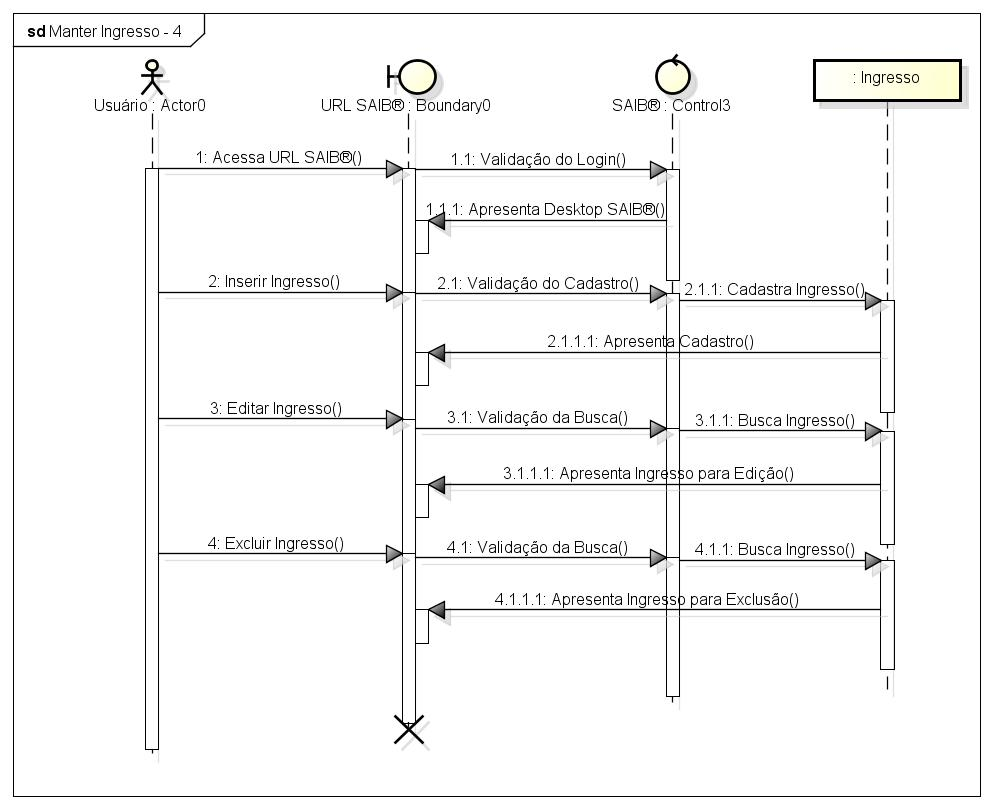 sd Manter Ingresso - 4
Usuário : Actor0
URL SAIB® : Boundary0
SAIB® : Control3
: Ingresso
1: Acessa URL SAIB®()
1.1: Validação do Login()
1.1.1: Apresenta Desktop SAIB®()
2: Inserir Ingresso()
2.1: Validação do Cadastro()
2.1.1: Cadastra Ingresso()
2.1.1.1: Apresenta Cadastro()
3: Editar Ingresso()
3.1: Validação da Busca()
3.1.1: Busca Ingresso()
3.1.1.1: Apresenta Ingresso para Edição()
4: Excluir Ingresso()
4.1: Validação da Busca()
4.1.1: Busca Ingresso()
4.1.1.1: Apresenta Ingresso para Exclusão()